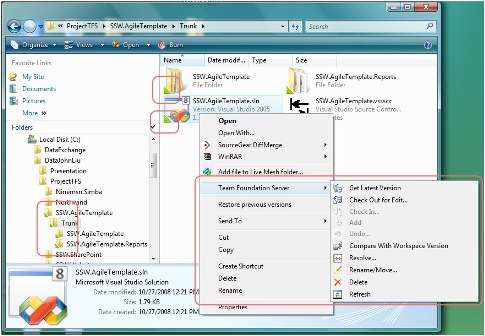 ProjectTFS ▸ SSW.AgileTemplate ▸ Trunk ▸
Search
Organize
Views
Open
Burn
Favorite Links
My Site
Documents
Pictures
More »
Folders
Local Disk (C:)
DataExchange
DataJohnLiu
Presentation
ProjectTFS
Ninemsn.Simba
Northwind
SSW.AgileTemplate
Trunk
SSW.AgileTemplate
SSW.AgileTemplate.Reports
SSW.SharePoint
Name
Date modif...
Type
Size
SSW.AgileTemplate
File Folder
SSW.AgileTemplate.Reports
File Folder
SSW.AgileTemplate.sln
Version: Visual Studio 2005
SSW.AgileTemplate.vssscc
Visual Studio Source Contro...
Open
Open With...
SourceGear DiffMerge
WinRAR
Add file to Live Mesh folder...
Team Foundation Server
Restore previous versions
Send To
Cut
Copy
Create Shortcut
Delete
Rename
Properties
Get Latest Version
Check Out for Edit...
Check In...
Add
Undo...
Compare With Workspace Version
Resolve...
Rename/Move...
Delete
Refresh
8
SSW.AgileTemplate.sln
Microsoft Visual Studio Solution
Date modified: 10/27/2008 12:21 PM
Size: 1.79 KB
Date created: 10/27/2008 12:21 PM